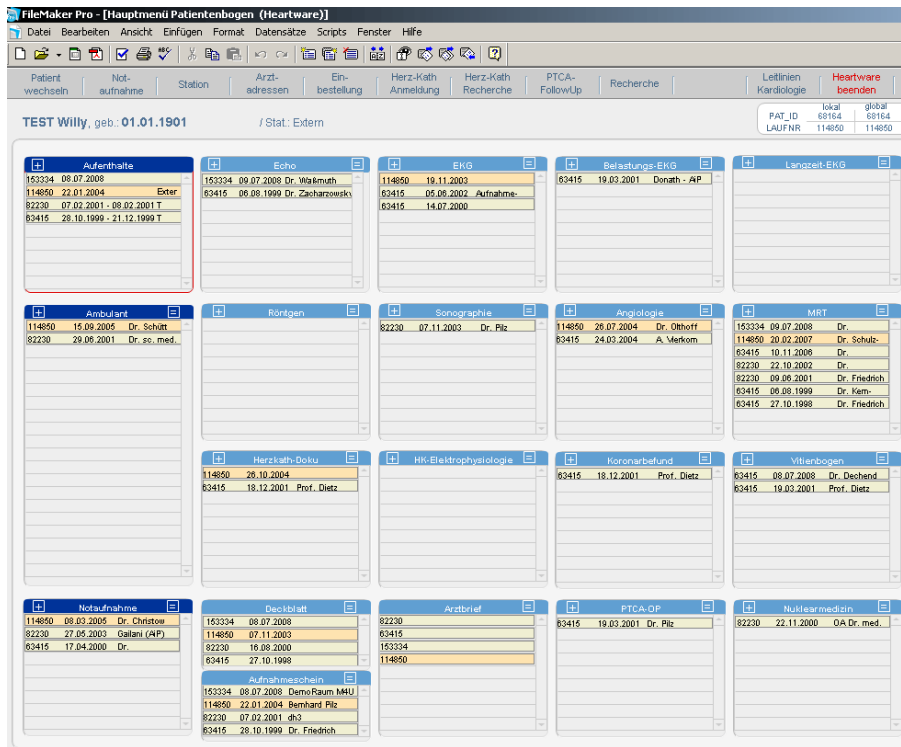 FileMaker Pro - [Hauptmenü Patientenbogen (Heartware)]
Datei Bearbeiten Ansicht Einfügen Format Datensätze Scripts Fenster Hilfe
Patient wechseln
Not-aufnahme
Station
Arzt-adressen
Ein-bestellung
Herz-Kath Anmeldung
Herz-Kath Recherche
PTCA-FollowUp
Recherche
Leitlinien Kardiologie
Heartware beenden
TEST Willy, geb.: 01.01.1901 / Stat.: Extern
lokal global
PAT_ID 68164 68164
LAUFNR 114850 114850
Aufenthalte
153334 08.07.2008
114850 22.01.2004 Exter
82230 07.02.2001 - 08.02.2001 T
63415 28.10.1999 - 21.12.1999 T
Echo
153334 09.07.2008 Dr. Waßmuth
63415 06.08.1999 Dr. Zacharzowsky
EKG
114850 19.11.2003
63415 05.06.2002 Aufnahme-
63415 14.07.2000
Belastungs-EKG
63415 19.03.2001 Donath - AiP
Langzeit-EKG
Ambulant
114850 15.09.2005 Dr. Schütt
82230 29.06.2001 Dr. sc. med.
Röntgen
Sonographie
82230 07.11.2003 Dr. Pilz
Angiologie
114850 26.07.2004 Dr. Olthoff
63415 24.03.2004 A. Vierkorn
MRT
153334 09.07.2008 Dr.
114850 20.02.2007 Dr. Schulz-
63415 10.11.2006 Dr.
82230 22.10.2002 Dr.
82230 09.06.2001 Dr. Friedrich
63415 06.08.1999 Dr. Kern-
63415 27.10.1998 Dr. Friedrich
Herzkath-Doku
114850 26.10.2004
63415 18.12.2001 Prof. Dietz
HK-Elektrophysiologie
Koronarbefund
63415 18.12.2001 Prof. Dietz
Vitienbogen
63415 08.07.2008 Dr. Dechend
63415 19.03.2001 Prof. Dietz
Notaufnahme
114850 08.03.2005 Dr. Christow
82230 27.05.2003 Gailani (AiP)
63415 17.04.2000 Dr.
Deckblatt
153334 08.07.2008
114850 07.11.2003
82230 16.08.2000
63415 27.10.1998
Aufnahmeschein
153334 08.07.2008 DemoRaum M4U
114850 22.01.2004 Bernhard Pilz
82230 07.02.2001 dh3
63415 28.10.1999 Dr. Friedrich
Arztbrief
82230
63415
153334
114850
PTCA-OP
63415 19.03.2001 Dr. Pilz
Nuklearmedizin
82230 22.11.2000 OA Dr. med.